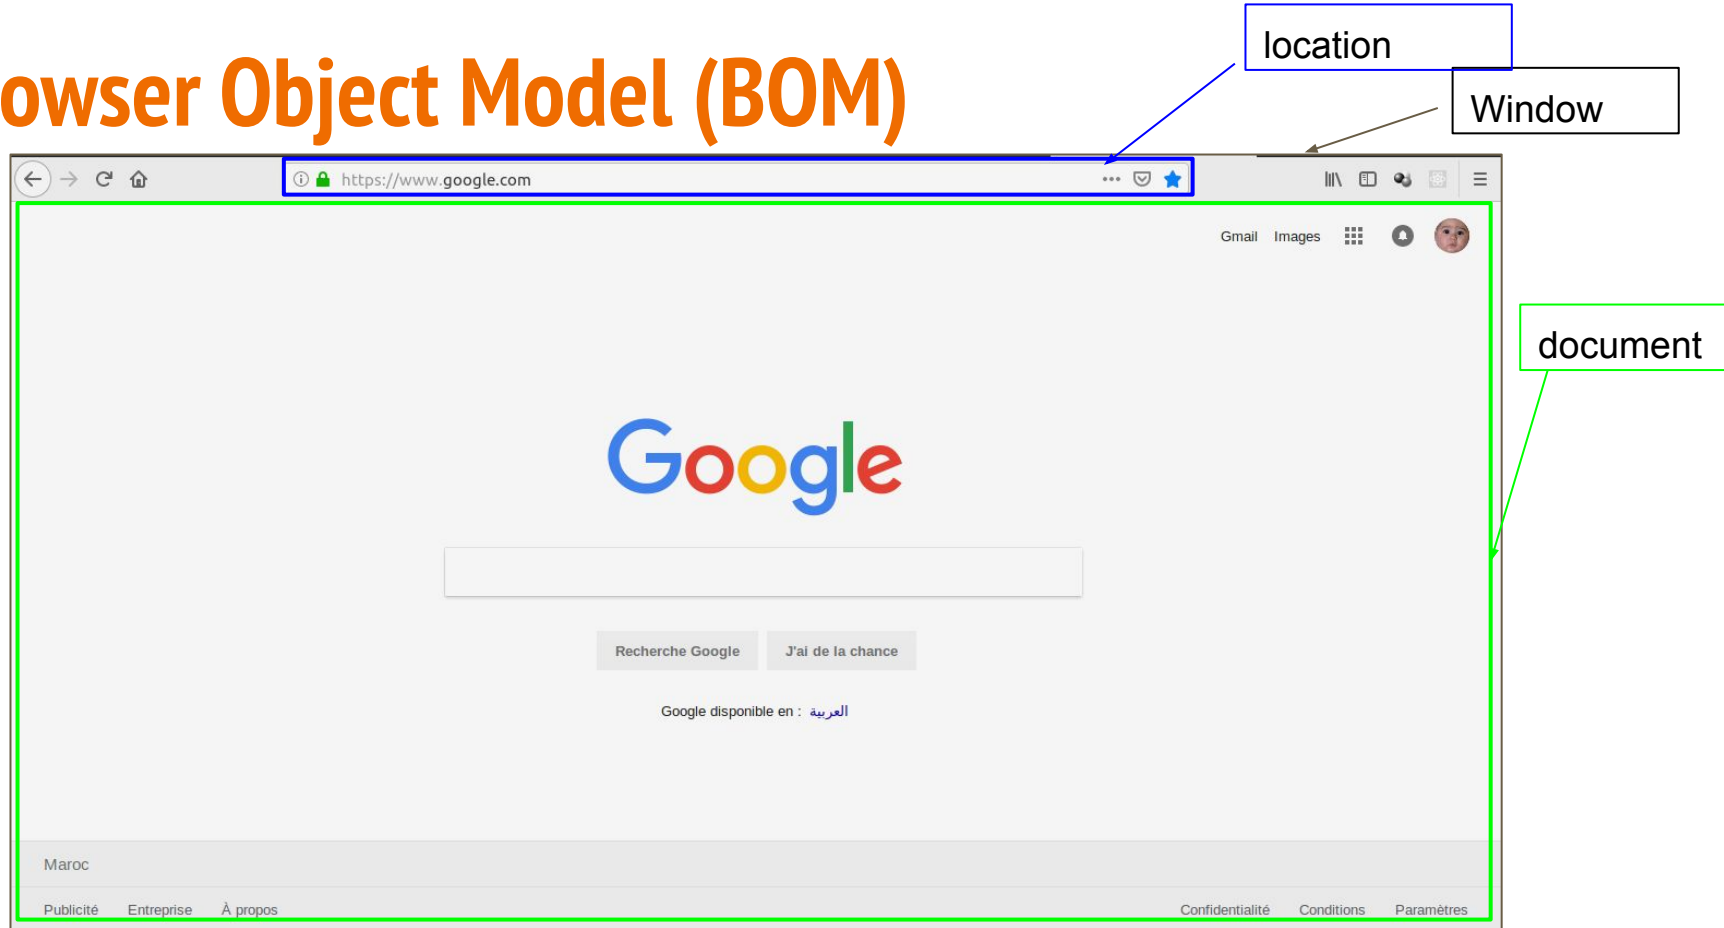 owser Object Model (BOM)
location
Window
https://www.google.com
Gmail Images
document
Google
Recherche Google J'ai de la chance
Google disponible en : العربية
Maroc
Publicité Entreprise À propos Confidentialité Conditions Paramètres